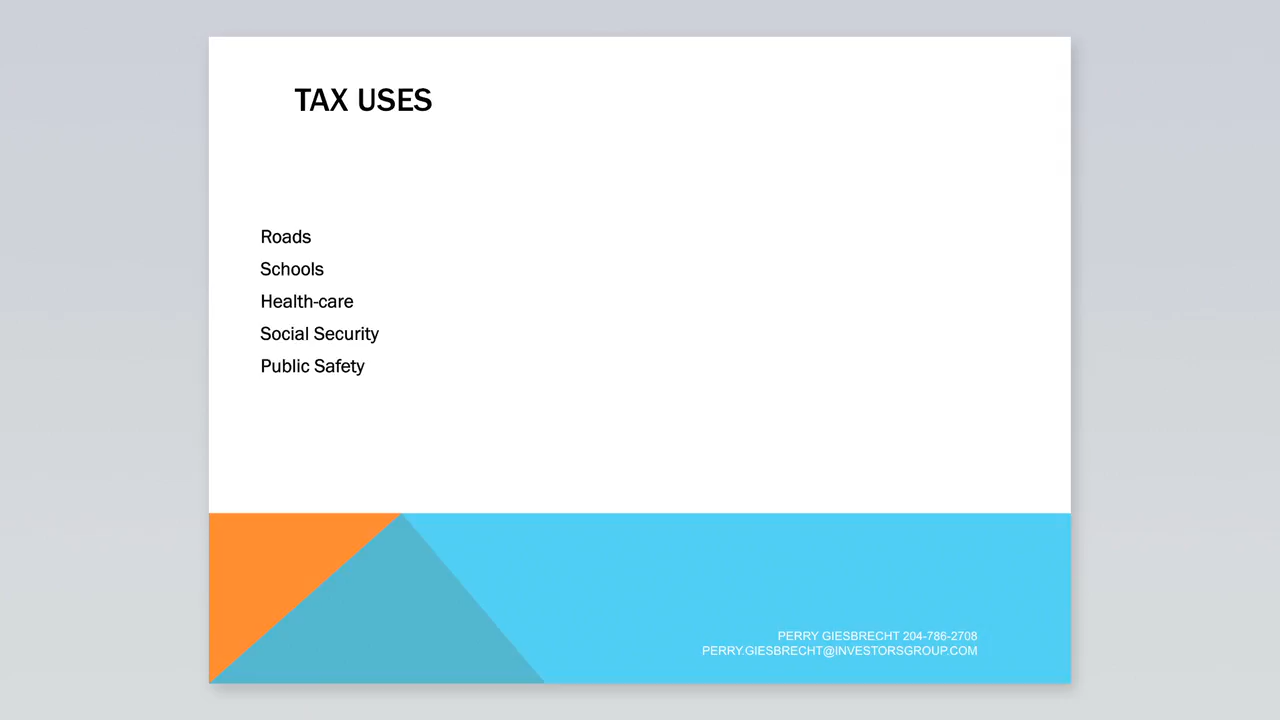 TAX USES
Roads
Schools
Health-care
Social Security
Public Safety
PERRY GIESBRECHT 204-786-2708
PERRY.GIESBRECHT@INVESTORSGROUP.COM